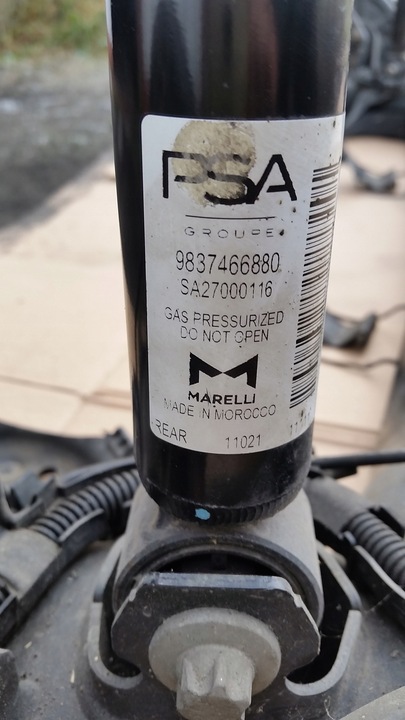 PSA
GROUPE
9837466880
SA27000116
GAS PRESSURIZED
DO NOT OPEN
MARELLI
MADE IN MOROCCO
REAR 11021